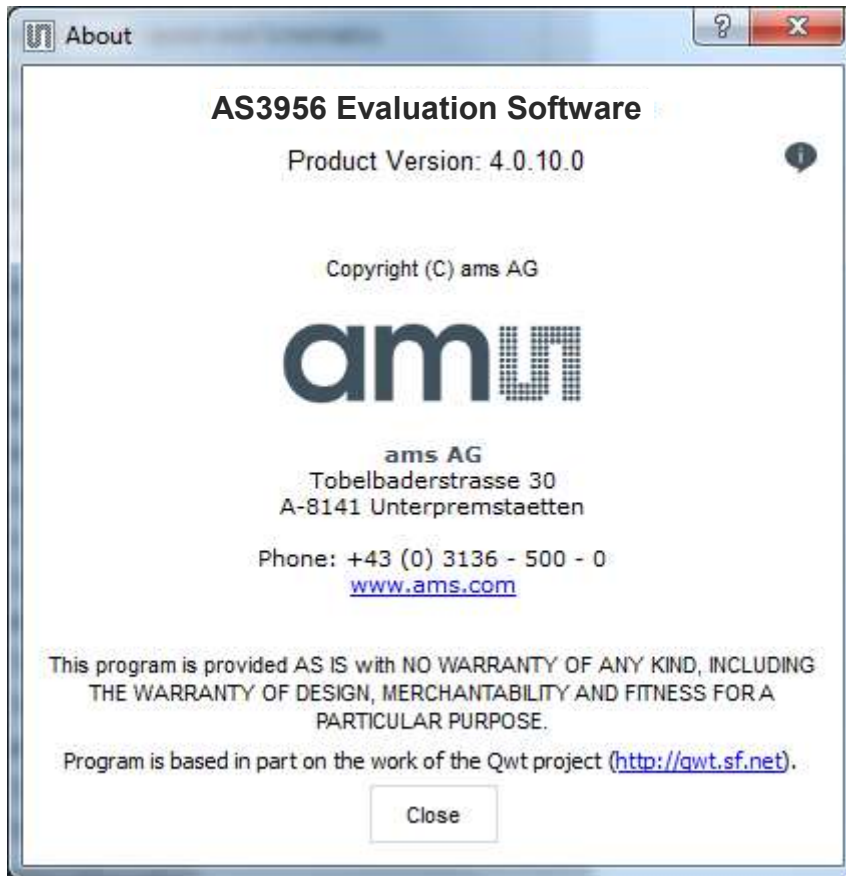 About
AS3956 Evaluation Software
Product Version: 4.0.10.0
Copyright (C) ams AG
am
ams AG
Tobelbaderstrasse 30
A-8141 Unterpremstaetten
Phone: +43 (0) 3136 - 500 - 0
www.ams.com
This program is provided AS IS with NO WARRANTY OF ANY KIND, INCLUDING
THE WARRANTY OF DESIGN, MERCHANTABILITY AND FITNESS FOR A
PARTICULAR PURPOSE.
Program is based in part on the work of the Qwt project (http://qwt.sf.net).
Close